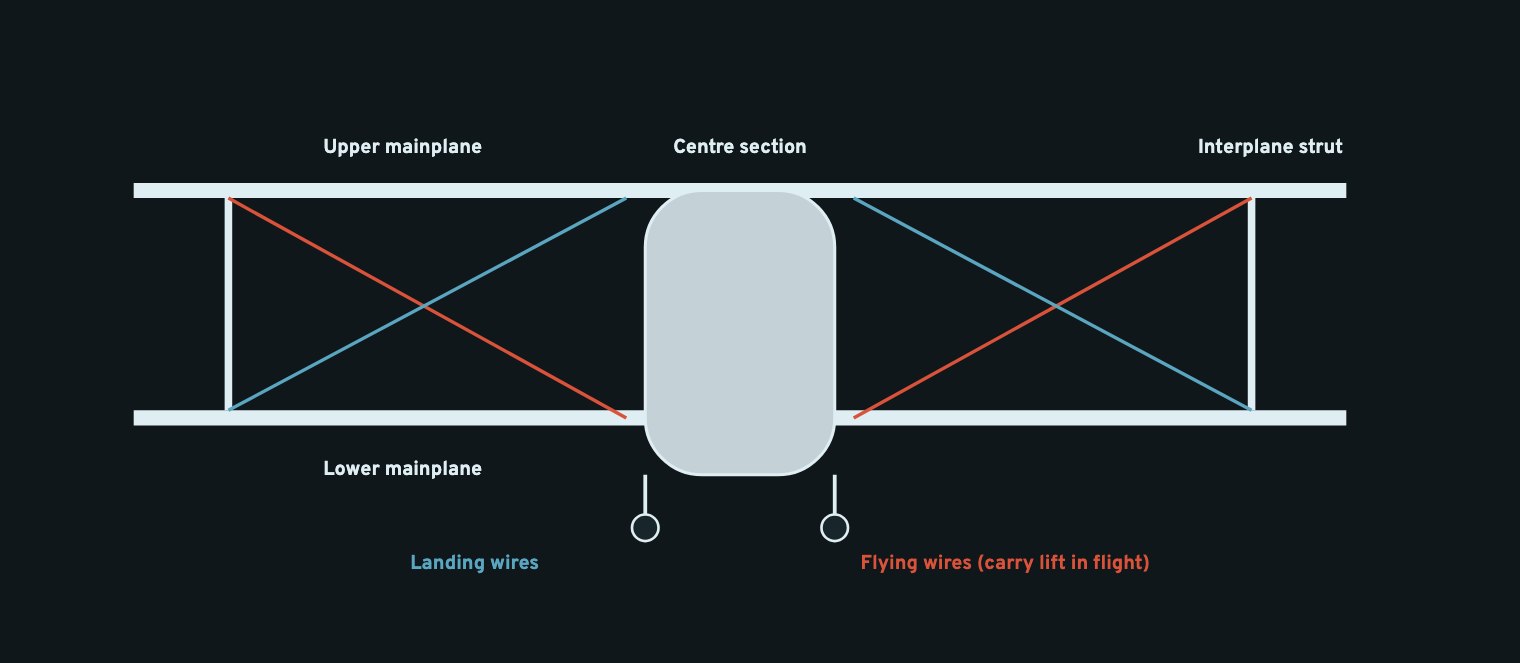 Upper mainplane
Centre section
Interplane strut
Lower mainplane
Landing wires
Flying wires (carry lift in flight)